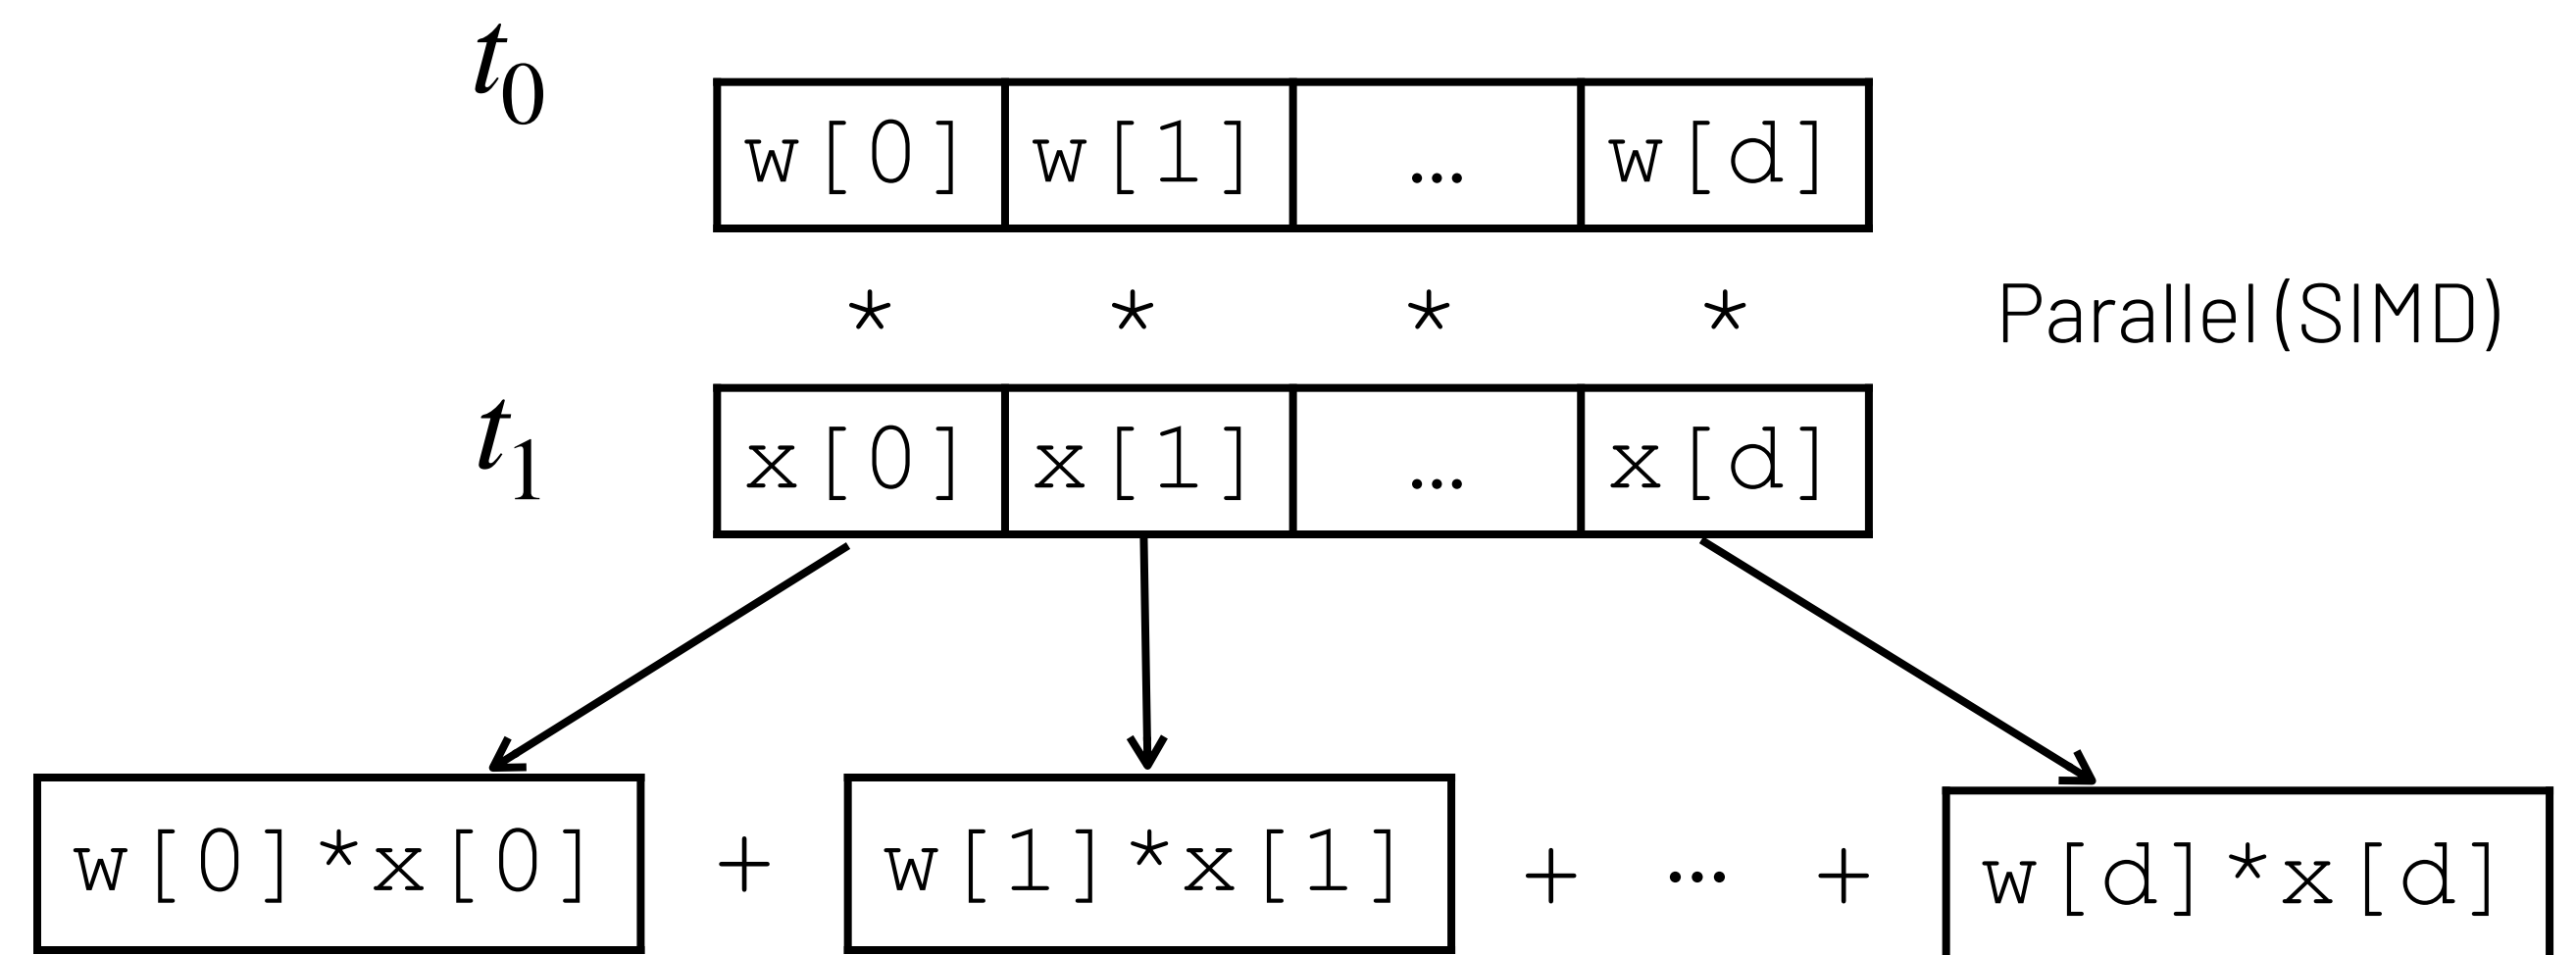 t0 w[0] w[1] ... w[d]
* * * * Parallel (SIMD)
t1 x[0] x[1] ... x[d]
w[0]*x[0] + w[1]*x[1] + ... + w[d]*x[d]